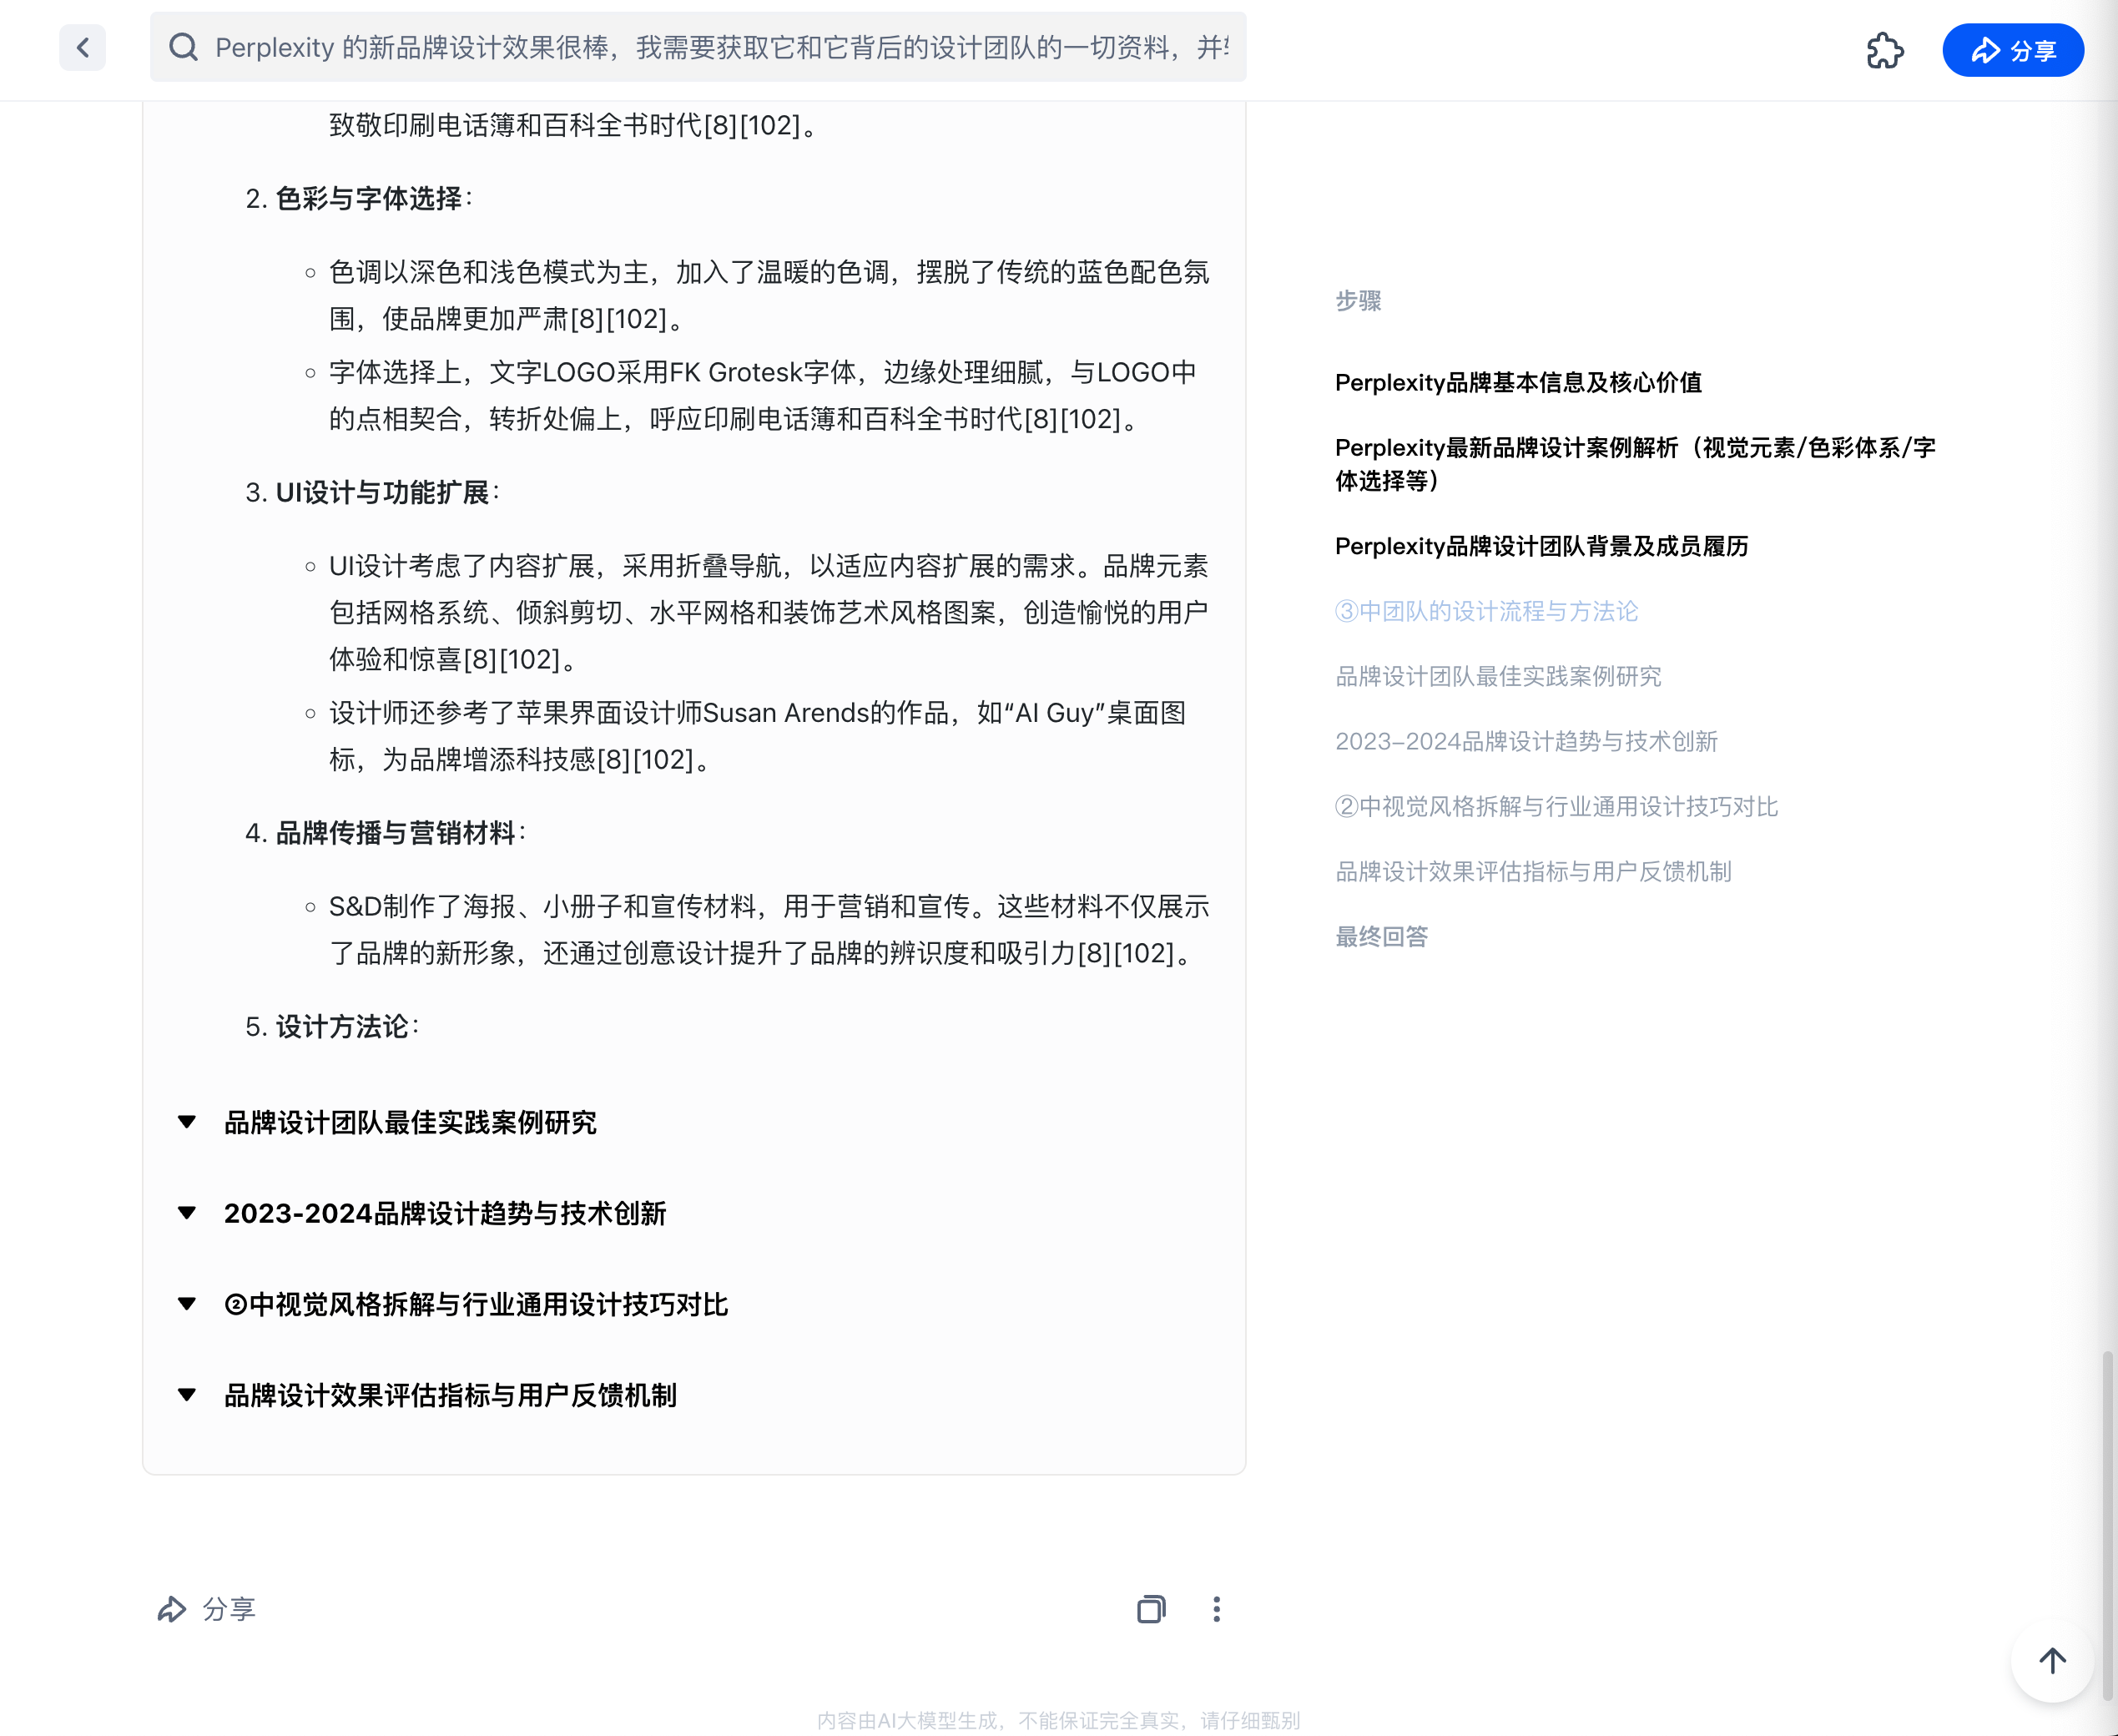 Perplexity 的新品牌设计效果很棒，我需要获取它和它背后的设计团队的一切资料，并
分享
致敬印刷电话簿和百科全书时代[8][102]。
2. 色彩与字体选择：
色调以深色和浅色模式为主，加入了温暖的色调，摆脱了传统的蓝色配色氛
围，使品牌更加严肃[8][102]。
字体选择上，文字LOGO采用FK Grotesk字体，边缘处理细腻，与LOGO中
的点相契合，转折处偏上，呼应印刷电话簿和百科全书时代[8][102]。
3. UI设计与功能扩展：
UI设计考虑了内容扩展，采用折叠导航，以适应内容扩展的需求。品牌元素
包括网格系统、倾斜剪切、水平网格和装饰艺术风格图案，创造愉悦的用户
体验和惊喜[8][102]。
设计师还参考了苹果界面设计师Susan Arends的作品，如“AI Guy”桌面图
标，为品牌增添科技感[8][102]。
4. 品牌传播与营销材料：
S&D制作了海报、小册子和宣传材料，用于营销和宣传。这些材料不仅展示
了品牌的新形象，还通过创意设计提升了品牌的辨识度和吸引力[8][102]。
5. 设计方法论：
品牌设计团队最佳实践案例研究
2023-2024品牌设计趋势与技术创新
②中视觉风格拆解与行业通用设计技巧对比
品牌设计效果评估指标与用户反馈机制
分享
步骤
Perplexity品牌基本信息及核心价值
Perplexity最新品牌设计案例解析（视觉元素/色彩体系/字
体选择等）
Perplexity品牌设计团队背景及成员履历
③中团队的设计流程与方法论
品牌设计团队最佳实践案例研究
2023-2024品牌设计趋势与技术创新
②中视觉风格拆解与行业通用设计技巧对比
品牌设计效果评估指标与用户反馈机制
最终回答
内容由AI大模型生成，不能保证完全真实，请仔细甄别